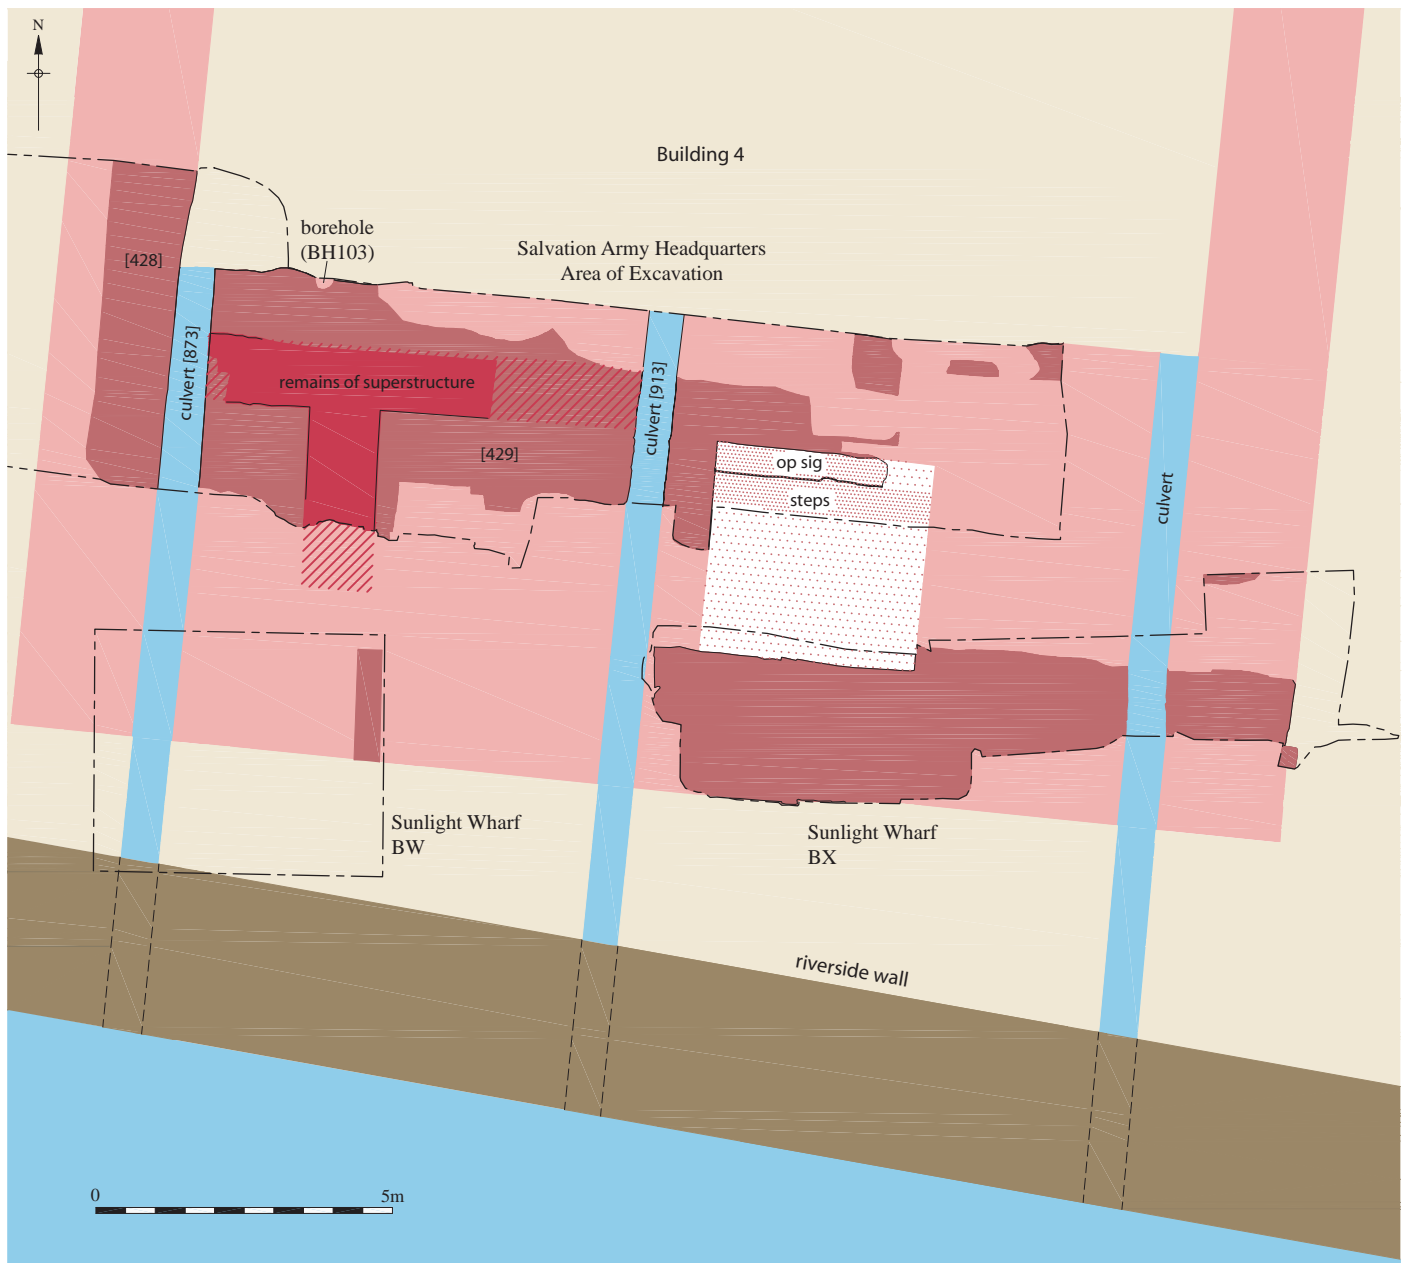 N
Building 4
borehole
(BH103)
Salvation Army Headquarters
Area of Excavation
[428]
culvert [873]
remains of superstructure
culvert [913]
[429]
op sig
steps
culvert
Sunlight Wharf
BW
Sunlight Wharf
BX
riverside wall
0 5m